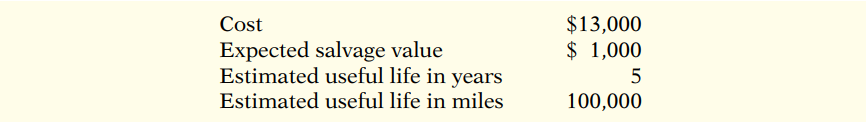 Cost $13,000
Expected salvage value $ 1,000
Estimated useful life in years 5
Estimated useful life in miles 100,000